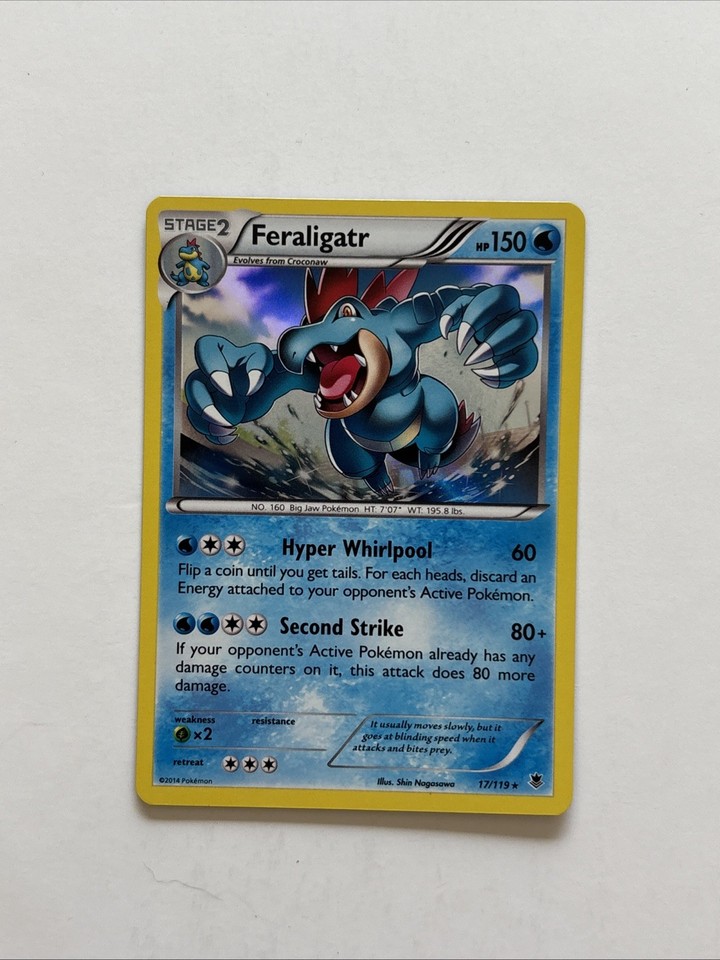 STAGE2
Feraligatr
HP 150
Evolves from Croconaw
NO. 160 Big Jaw Pokémon HT: 7'07" WT: 195.8 lbs.
Hyper Whirlpool 60
Flip a coin until you get tails. For each heads, discard an
Energy attached to your opponent's Active Pokémon.
Second Strike 80+
If your opponent's Active Pokémon already has any
damage counters on it, this attack does 80 more
damage.
weakness resistance
×2
retreat
It usually moves slowly, but it
goes at blinding speed when it
attacks and bites prey.
©2014 Pokémon
Illus. Shin Nagasawa
17/119★